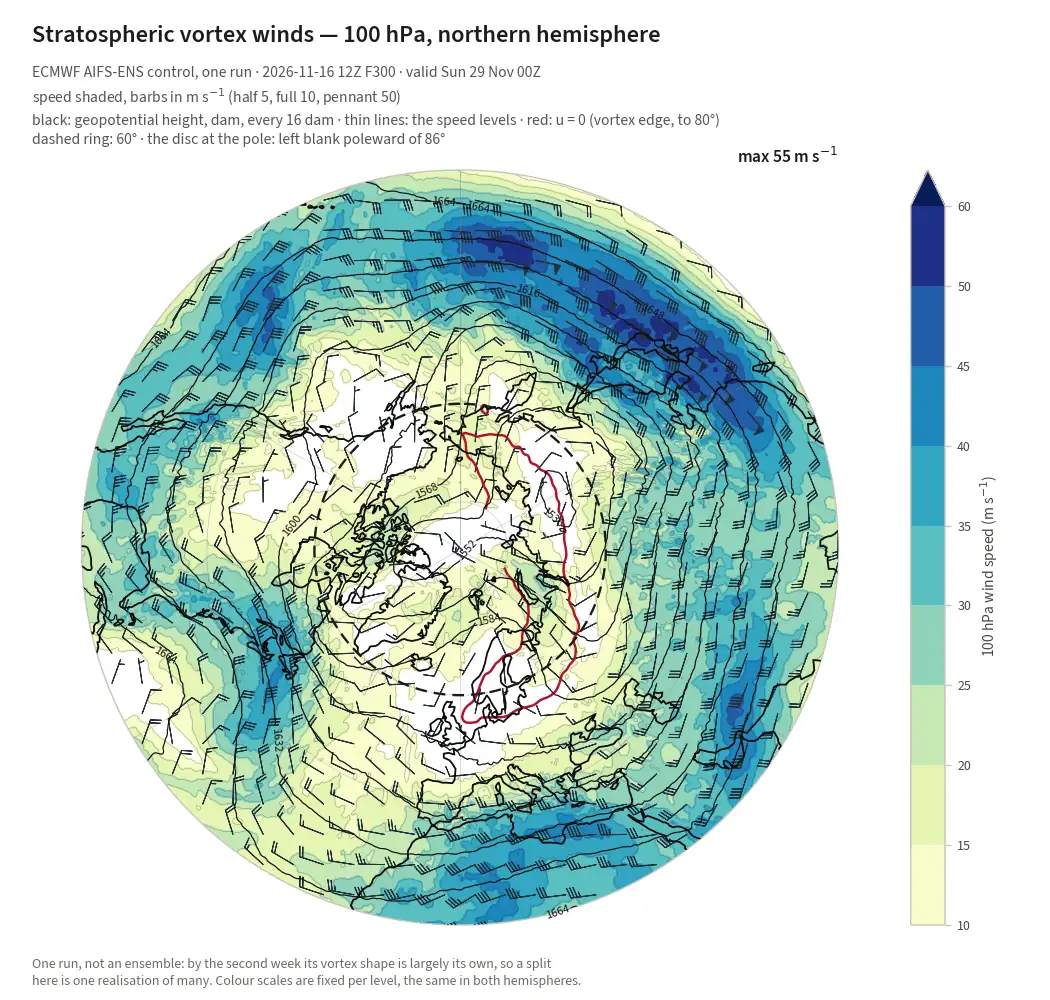 Stratospheric vortex winds — 100 hPa, northern hemisphere
ECMWF AIFS-ENS control, one run · 2026-11-16 12Z F300 · valid Sun 29 Nov 00Z
speed shaded, barbs in m s⁻¹ (half 5, full 10, pennant 50)
black: geopotential height, dam, every 16 dam · thin lines: the speed levels · red: u = 0 (vortex edge, to 80°)
dashed ring: 60° · the disc at the pole: left blank poleward of 86°
max 55 m s⁻¹
1664
1664
1616
1648
1568
1600
1552
1584
1632
1664
60
50
45
40
35
30
25
20
15
10
100 hPa wind speed (m s⁻¹)
One run, not an ensemble: by the second week its vortex shape is largely its own, so a split
here is one realisation of many. Colour scales are fixed per level, the same in both hemispheres.